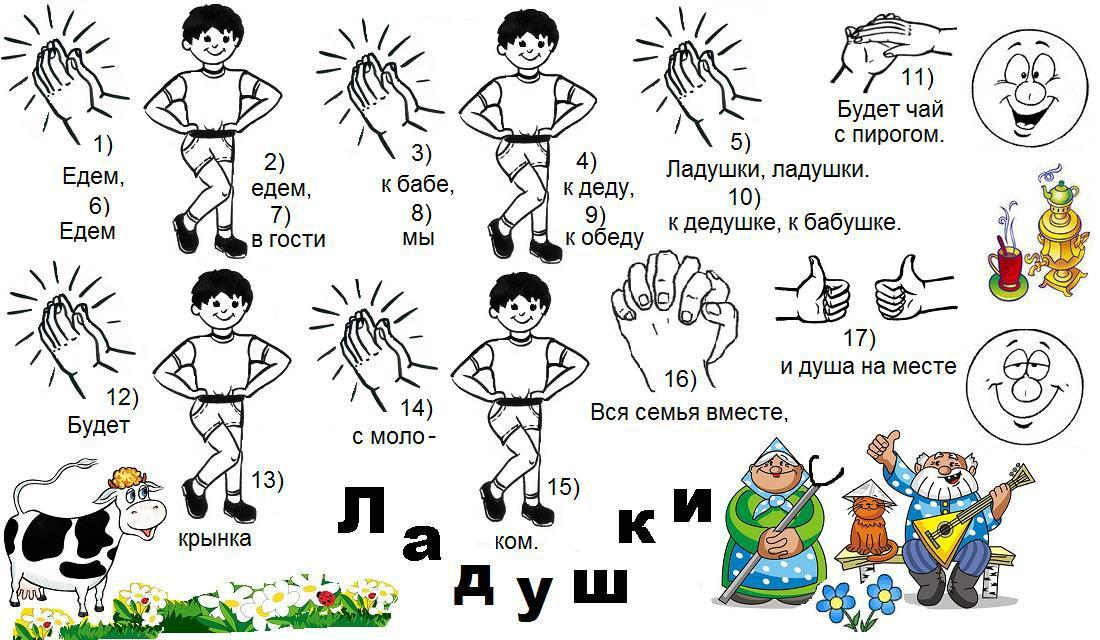 1)
Едем,
6)
Едем
2)
едем,
7)
в гости
3)
к бабе,
8)
мы
4)
к деду,
9)
к обеду
5)
Ладушки, ладушки.
10)
к дедушке, к бабушке.
11)
Будет чай
с пирогом.
12)
Будет
13)
крынка
14)
с моло-
15)
ком.
16)
Вся семья вместе,
17)
и душа на месте
Ладушки